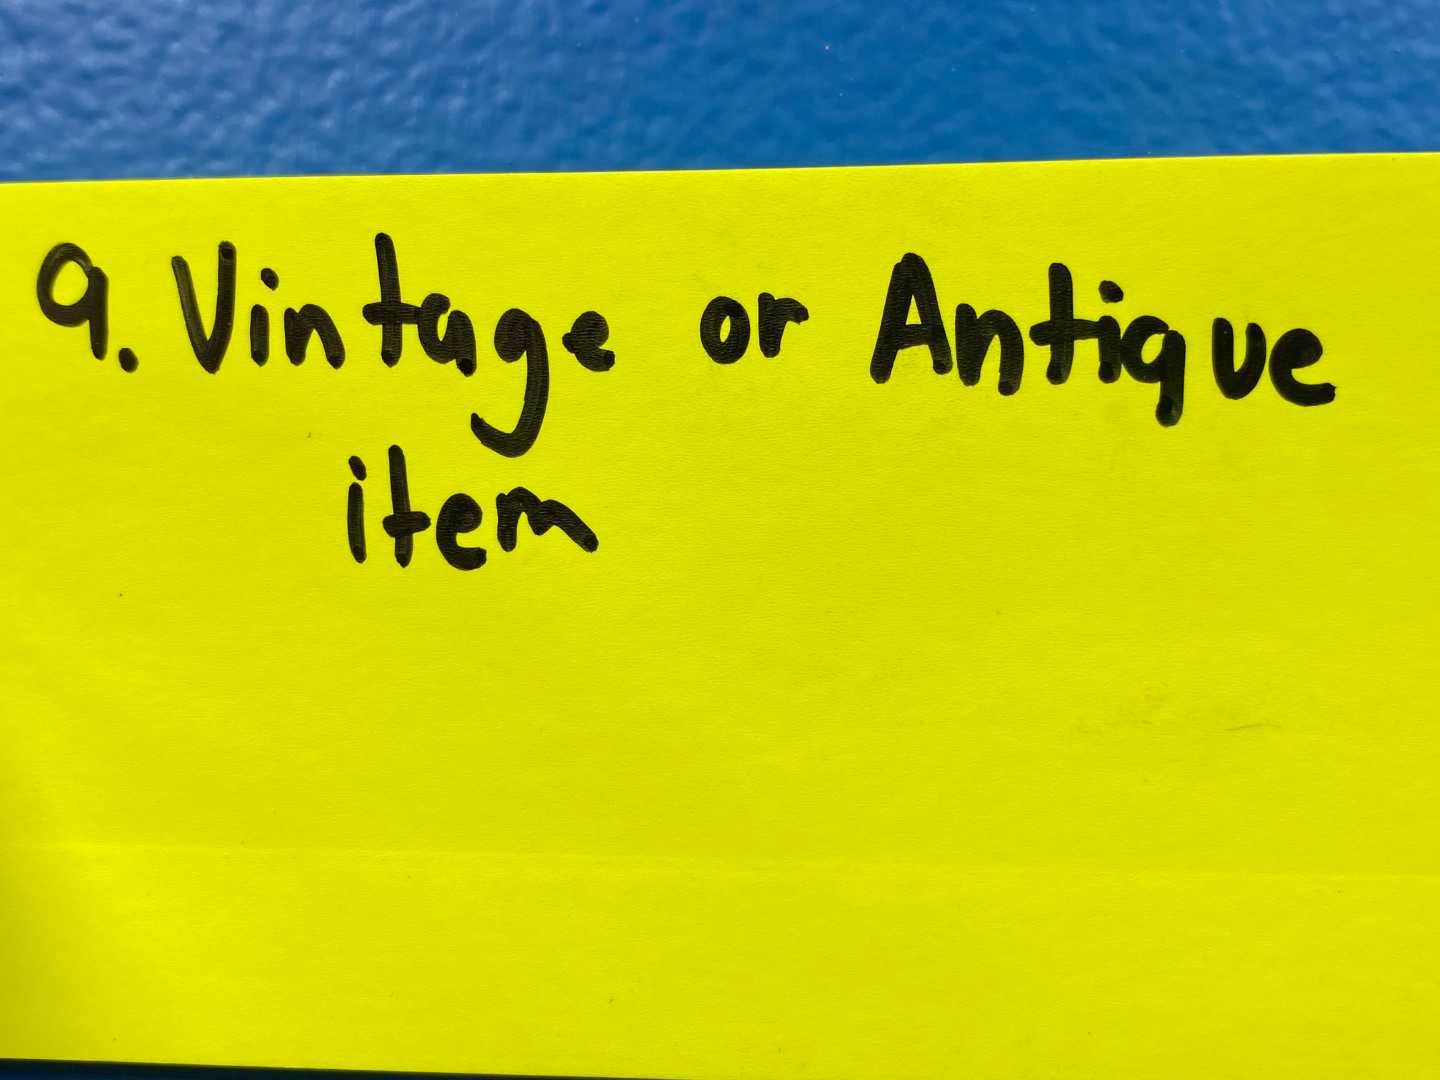 9. Vintage or Antique
item